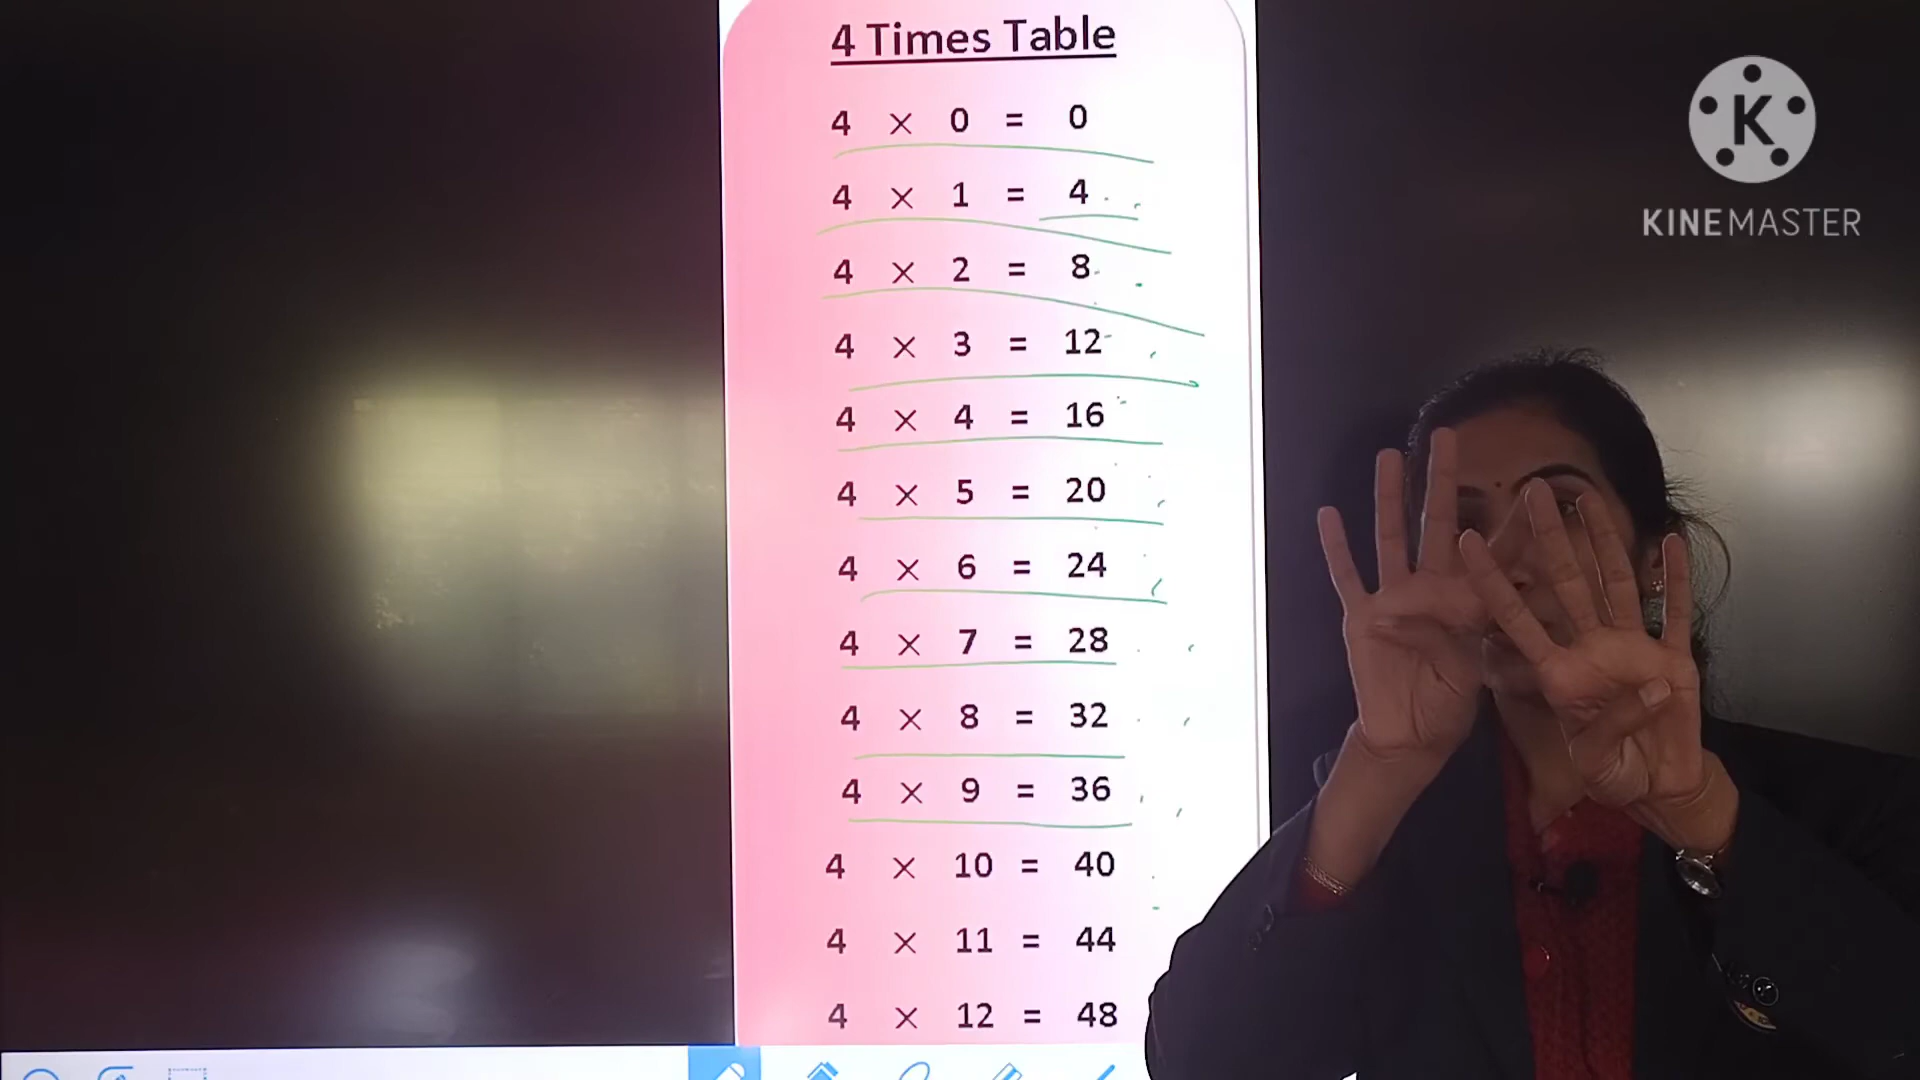 4 Times Table
4 × 0 = 0
4 × 1 = 4
4 × 2 = 8
4 × 3 = 12
4 × 4 = 16
4 × 5 = 20
4 × 6 = 24
4 × 7 = 28
4 × 8 = 32
4 × 9 = 36
4 × 10 = 40
4 × 11 = 44
4 × 12 = 48
K
KINEMASTER